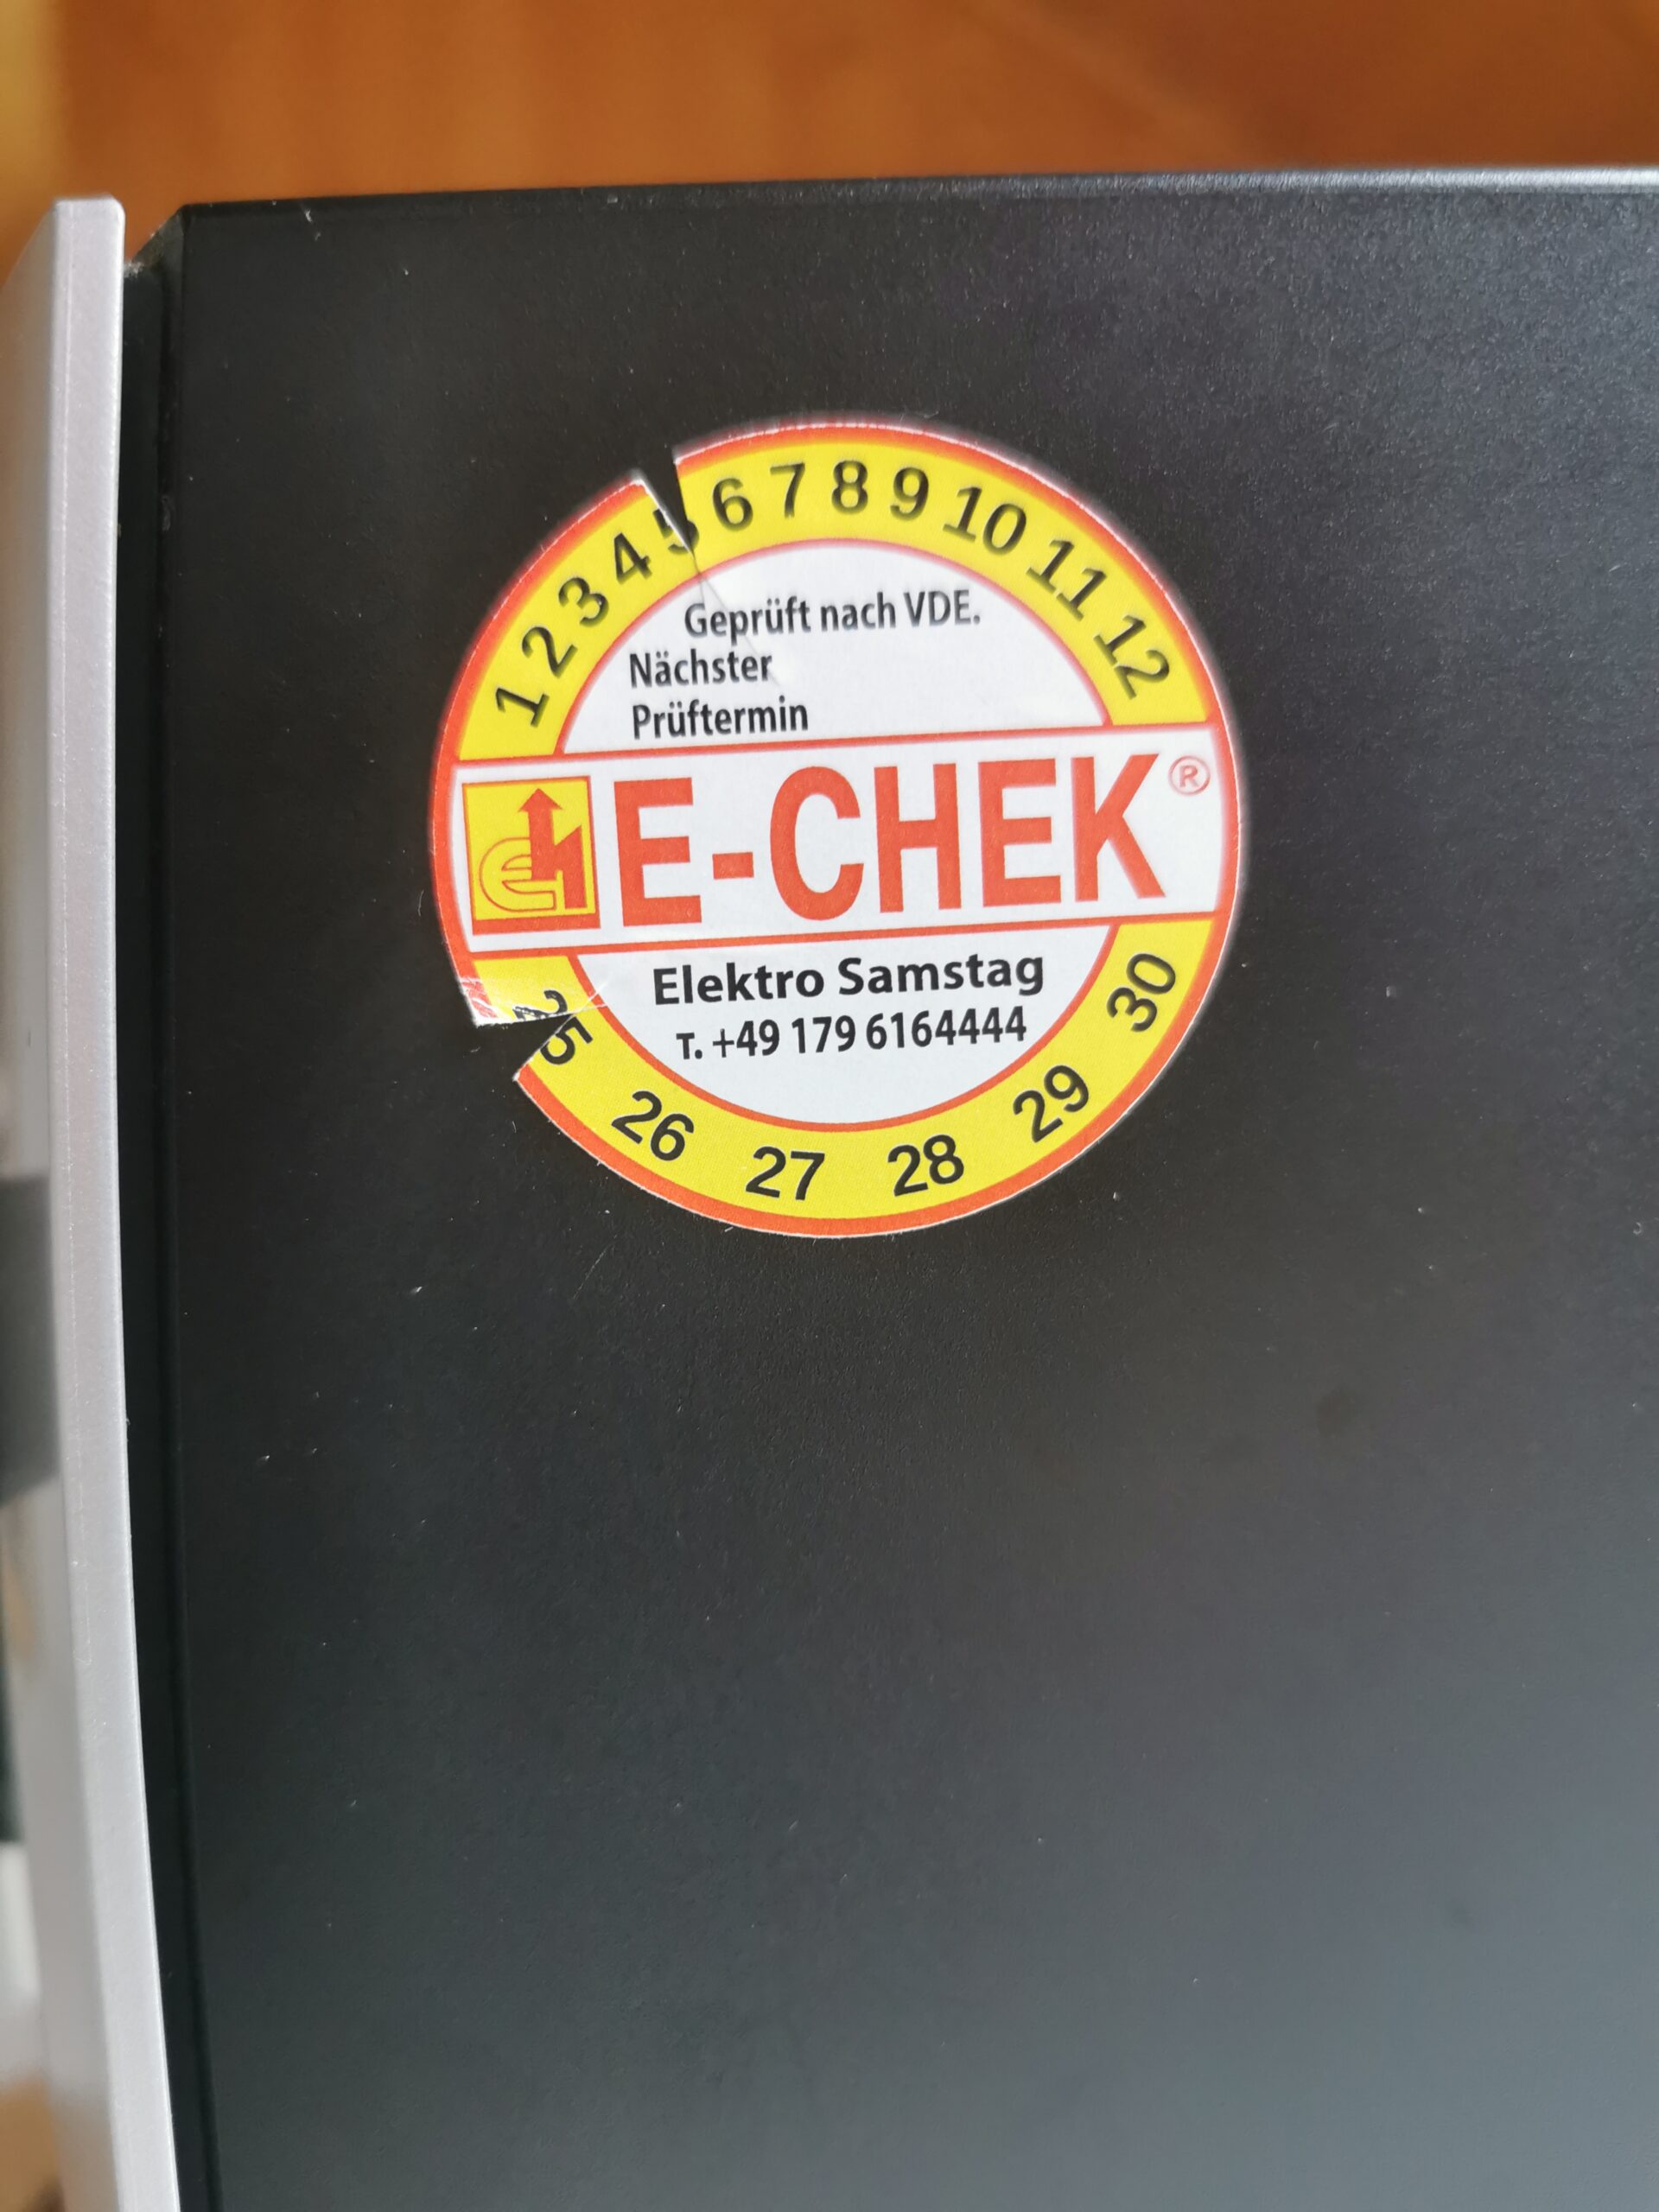 1 2 3 4 5 6 7 8 9 10 11 12
Geprüft nach VDE.
Nächster
Prüftermin
E-CHEK®
Elektro Samstag
т. +49 179 6164444
25 26 27 28 29 30